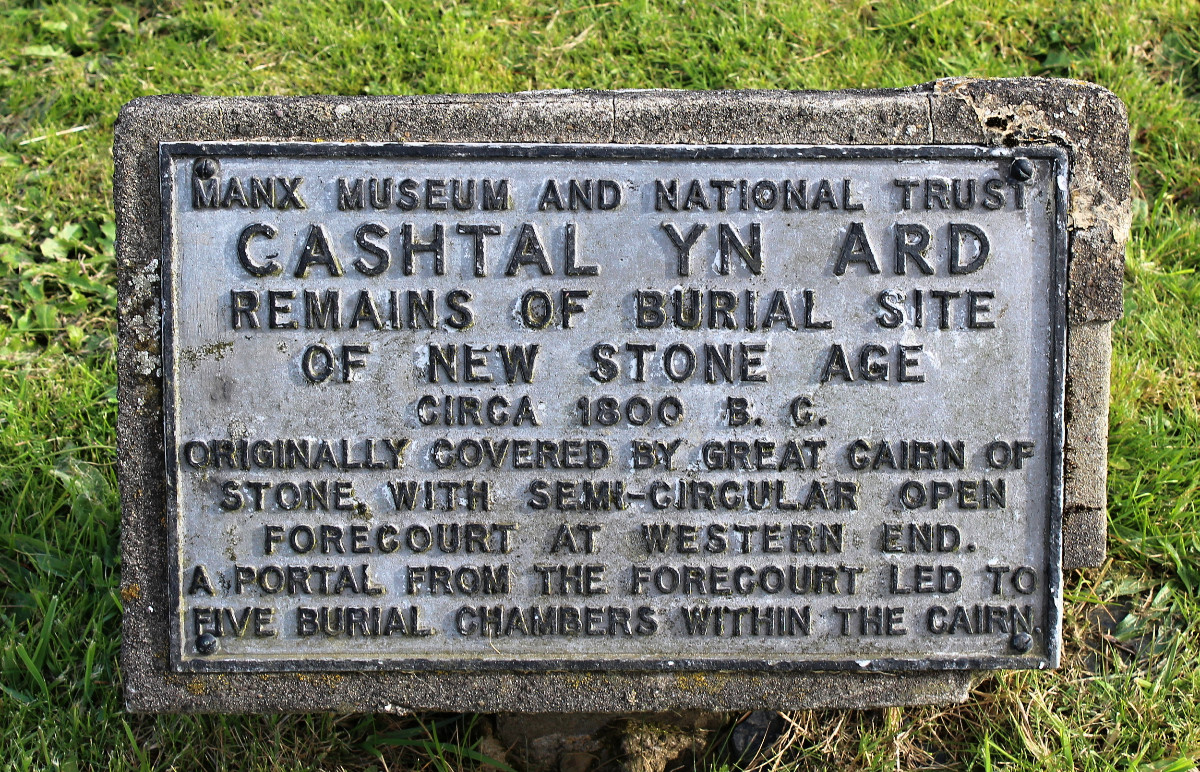 MANX MUSEUM AND NATIONAL TRUST
CASHTAL YN ARD
REMAINS OF BURIAL SITE
OF NEW STONE AGE
CIRCA 1800 B. C.
ORIGINALLY COVERED BY GREAT CAIRN OF
STONE, WITH SEMI-CIRCULAR OPEN
FORECOURT AT WESTERN END.
A PORTAL FROM THE FORECOURT LED TO
FIVE BURIAL CHAMBERS WITHIN THE CAIRN.